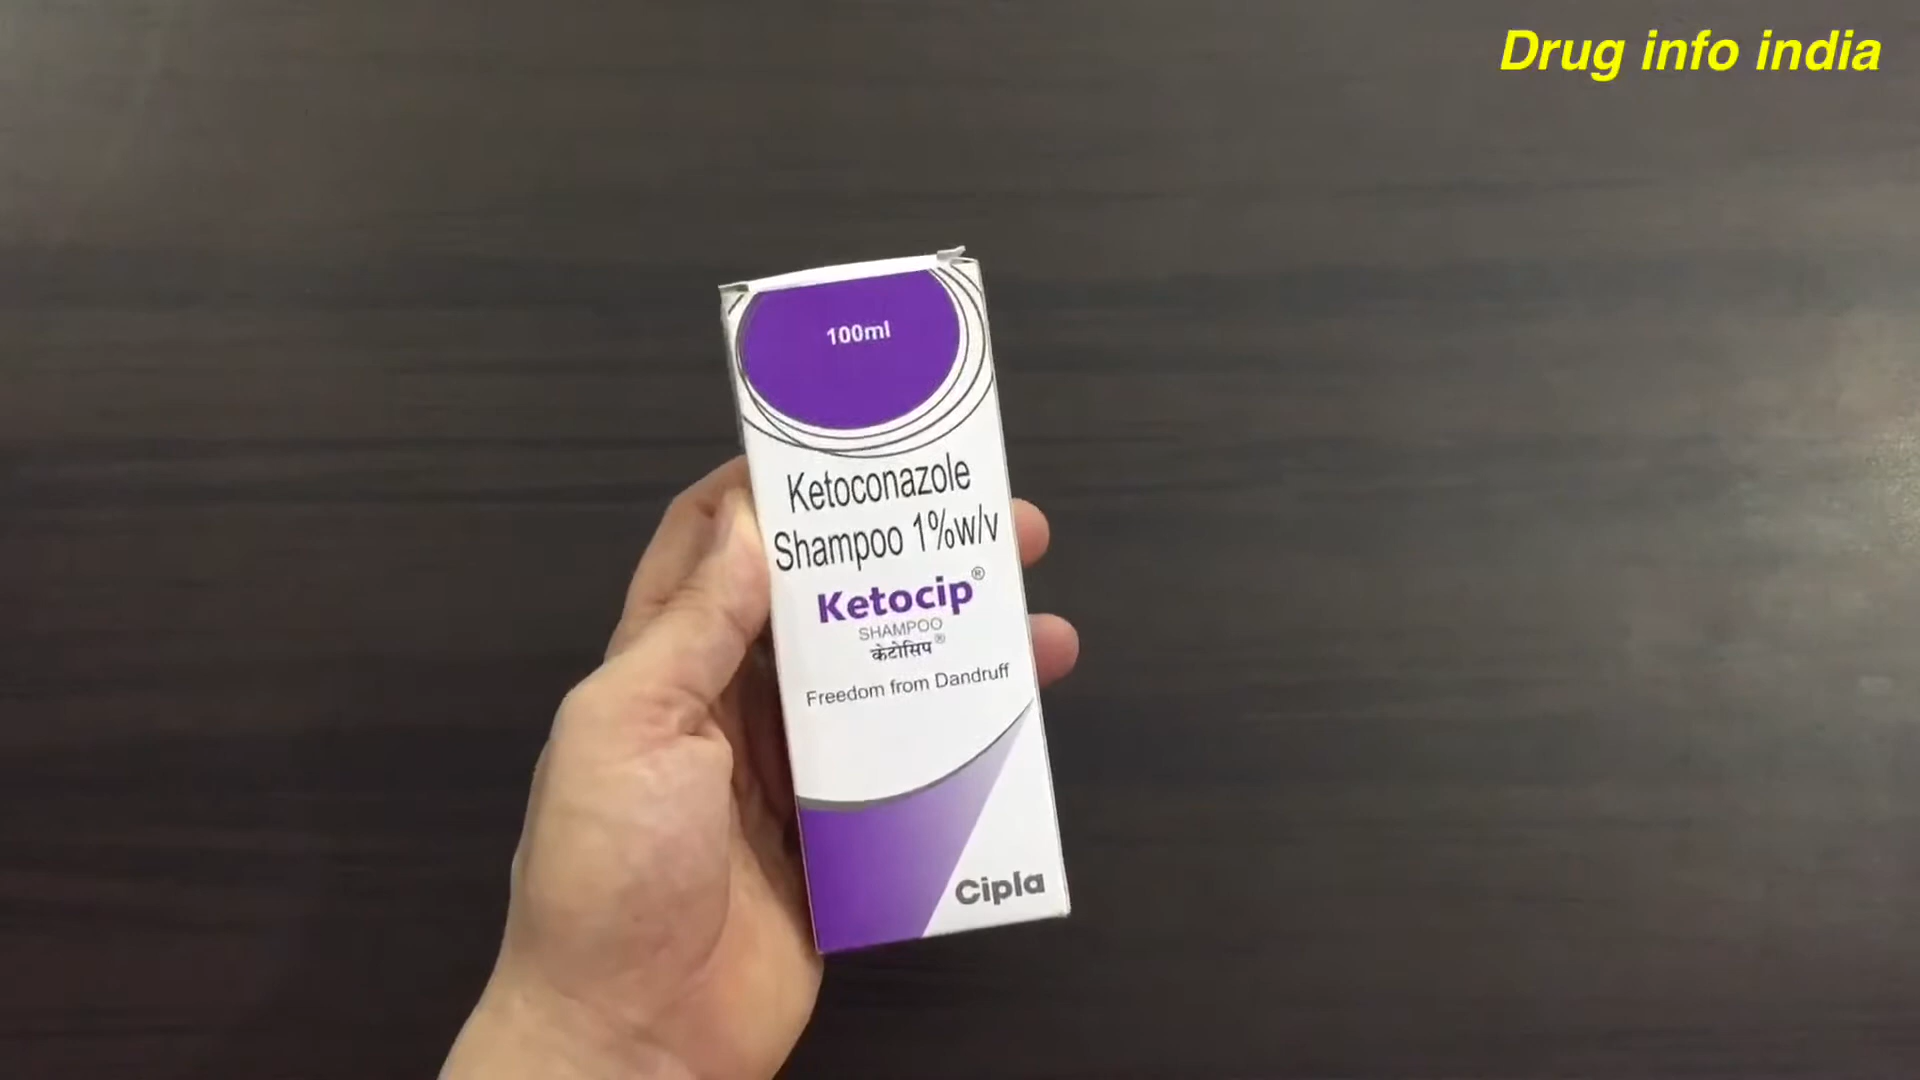 Drug info india
100ml
Ketoconazole
Shampoo 1%w/v
Ketocip®
SHAMPOO
केटोसिप®
Freedom from Dandruff
Cipla